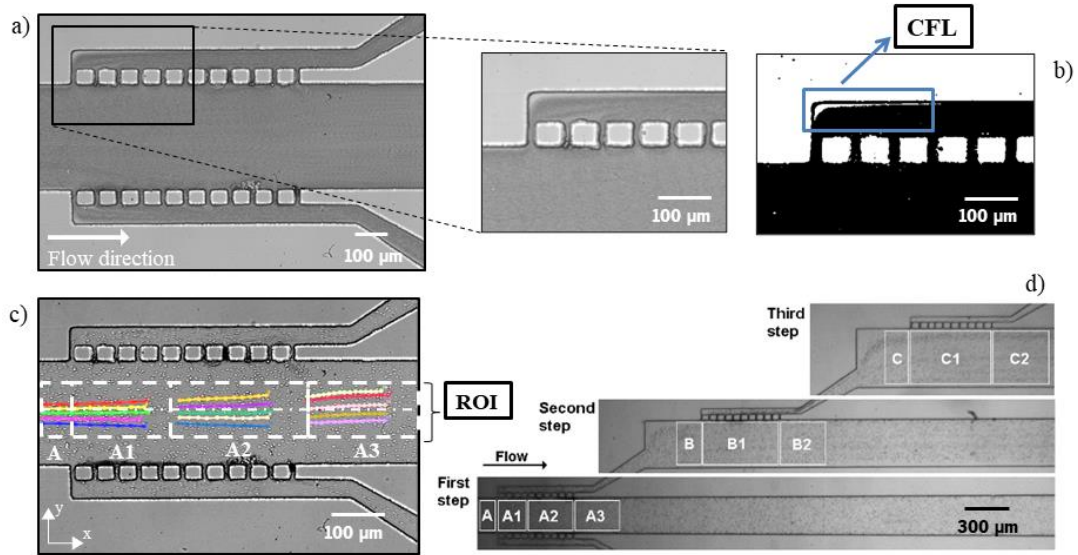 a)
Flow direction
100 µm
100 µm
CFL
b)
100 µm
c)
A
A1
A2
A3
ROI
y
x
100 µm
d)
Third
step
C
C1
C2
Second
step
B
B1
B2
Flow
First
step
A
A1
A2
A3
300 µm